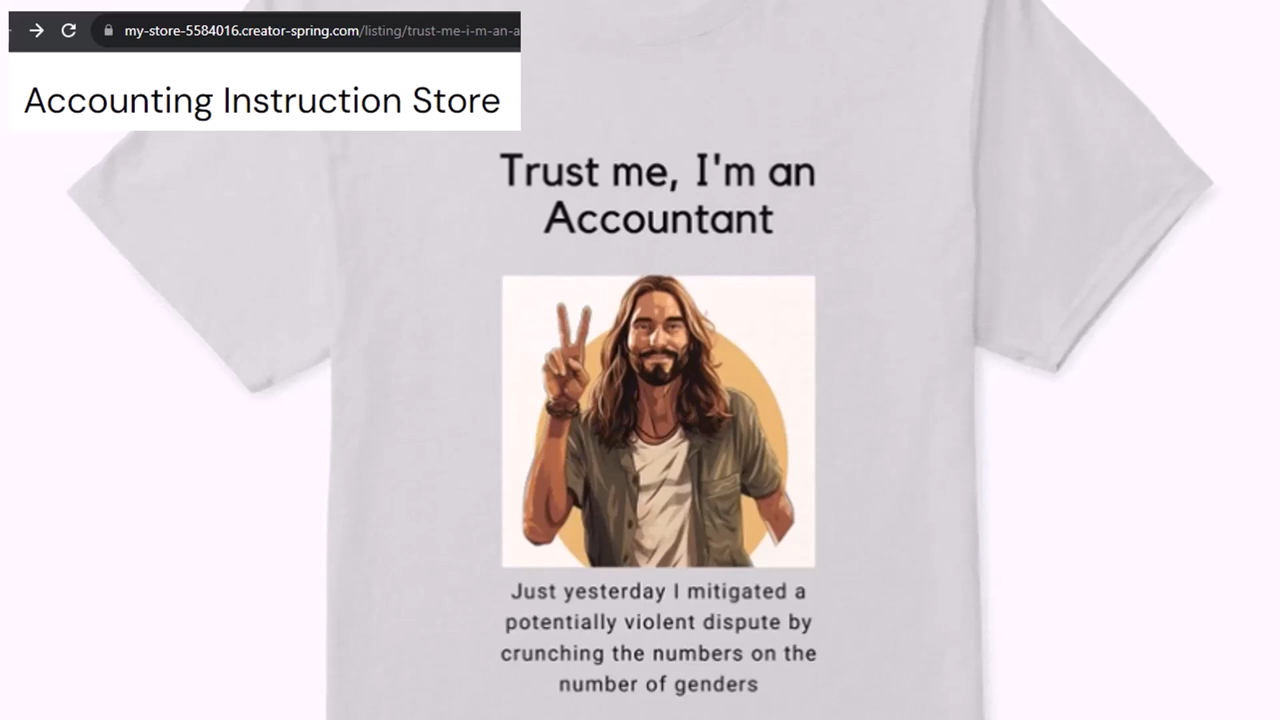 my-store-5584016.creator-spring.com/listing/trust-me-i-m-an-a
Accounting Instruction Store
Trust me, I'm an
Accountant
Just yesterday I mitigated a
potentially violent dispute by
crunching the numbers on the
number of genders